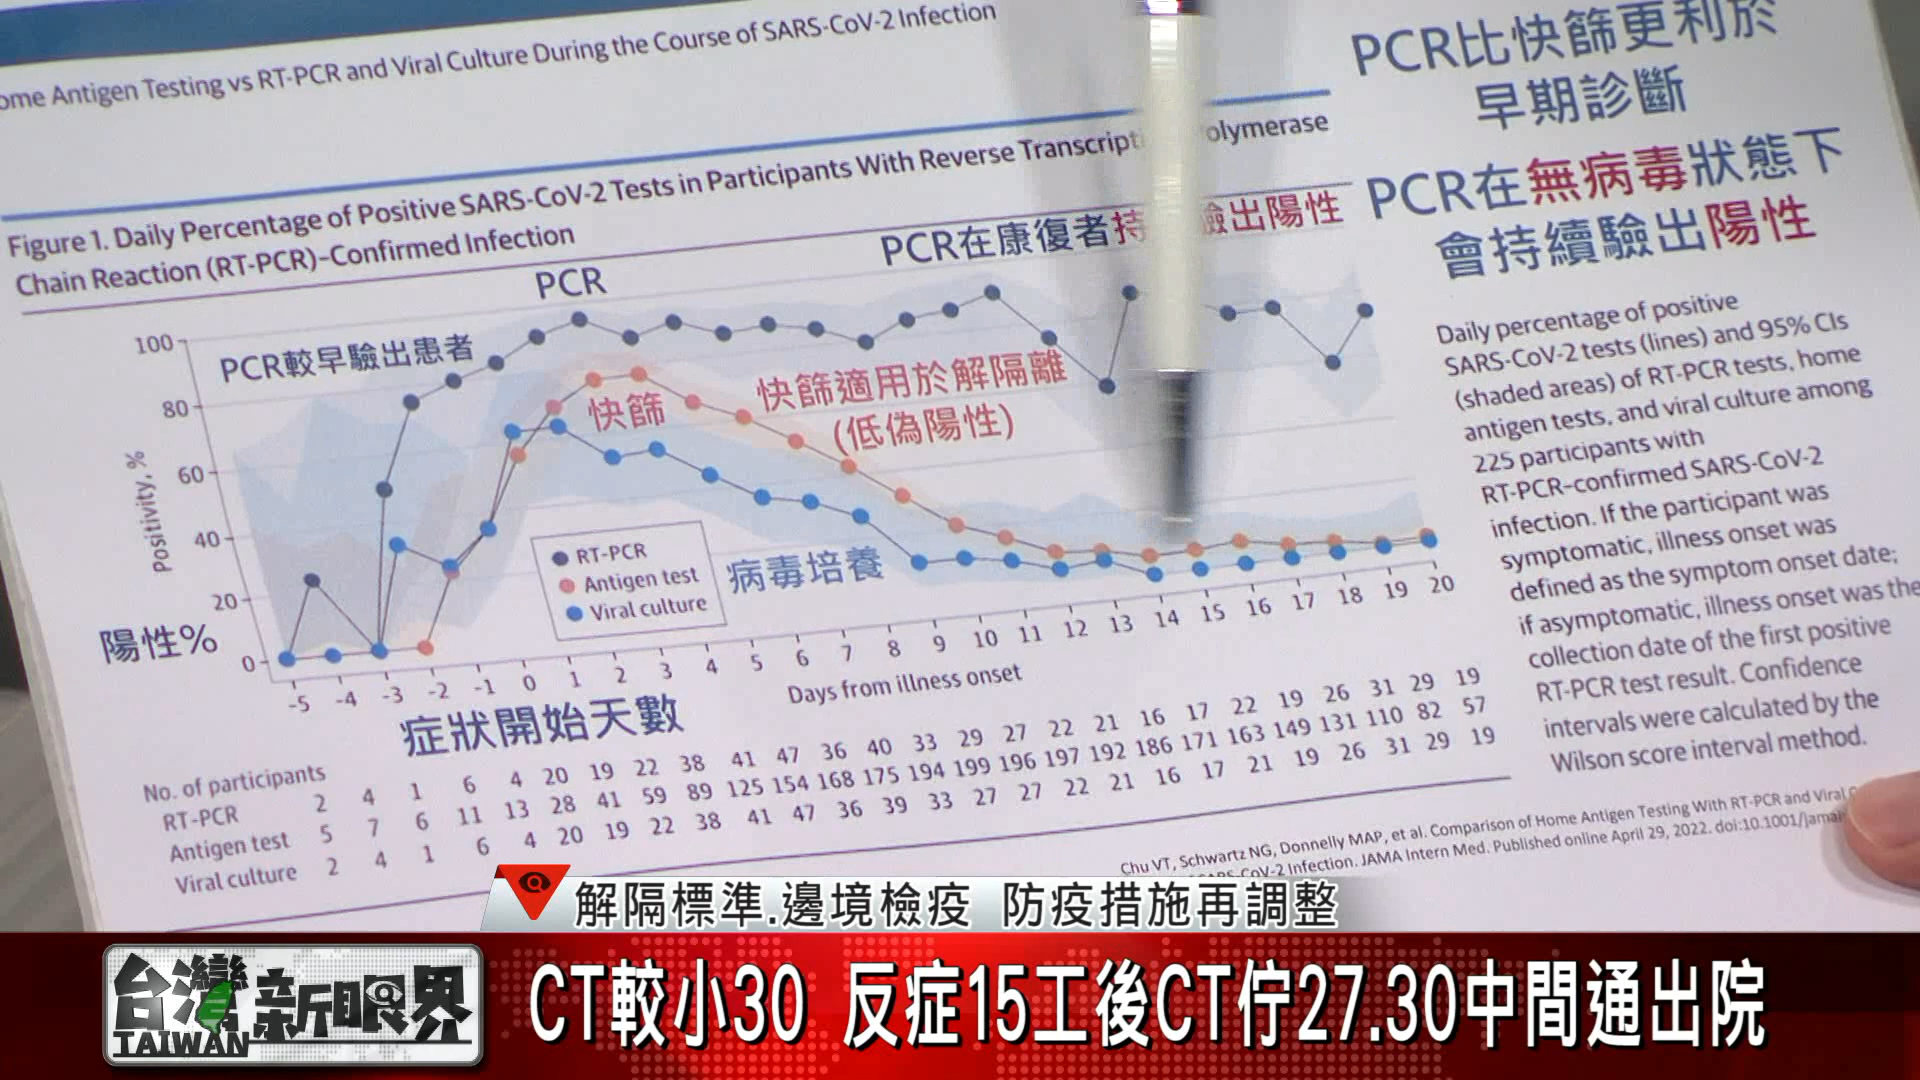 ome Antigen Testing vs RT-PCR and Viral Culture During the Course of SARS-CoV-2 Infection
Figure 1. Daily Percentage of Positive SARS-CoV-2 Tests in Participants With Reverse Transcript olymerase
Chain Reaction (RT-PCR)–Confirmed Infection
PCR比快篩更利於
早期診斷
PCR在無病毒狀態下
會持續驗出陽性
PCR
PCR在康復者持 驗出陽性
PCR較早驗出患者
快篩
快篩適用於解隔離
(低偽陽性)
病毒培養
Positivity, %
100
80
60
40
20
0
陽性%
RT-PCR
Antigen test
Viral culture
-5 -4 -3 -2 -1 0 1 2 3 4 5 6 7 8 9 10 11 12 13 14 15 16 17 18 19 20
Days from illness onset
症狀開始天數
No. of participants
RT-PCR 2 4 1 6 4 20 19 22 38 41 47 36 40 33 29 27 22 21 16 17 22 19 26 31 29 19
Antigen test 5 7 6 11 13 28 41 59 89 125 154 168 175 194 199 196 197 192 186 171 163 149 131 110 82 57
Viral culture 2 4 1 6 4 20 19 22 38 41 47 36 39 33 27 27 22 21 16 17 21 19 26 31 29 19
Daily percentage of positive
SARS-CoV-2 tests (lines) and 95% CIs
(shaded areas) of RT-PCR tests, home
antigen tests, and viral culture among
225 participants with
RT-PCR–confirmed SARS-CoV-2
infection. If the participant was
symptomatic, illness onset was
defined as the symptom onset date;
if asymptomatic, illness onset was the
collection date of the first positive
RT-PCR test result. Confidence
intervals were calculated by the
Wilson score interval method.
Chu VT, Schwartz NG, Donnelly MAP, et al. Comparison of Home Antigen Testing With RT-PCR and Viral
CoV-2 Infection. JAMA Intern Med. Published online April 29, 2022. doi:10.1001/jamai
解隔標準.邊境檢疫 防疫措施再調整
台灣新眼界
TAIWAN
CT較小30 反症15工後CT佇27.30中間通出院